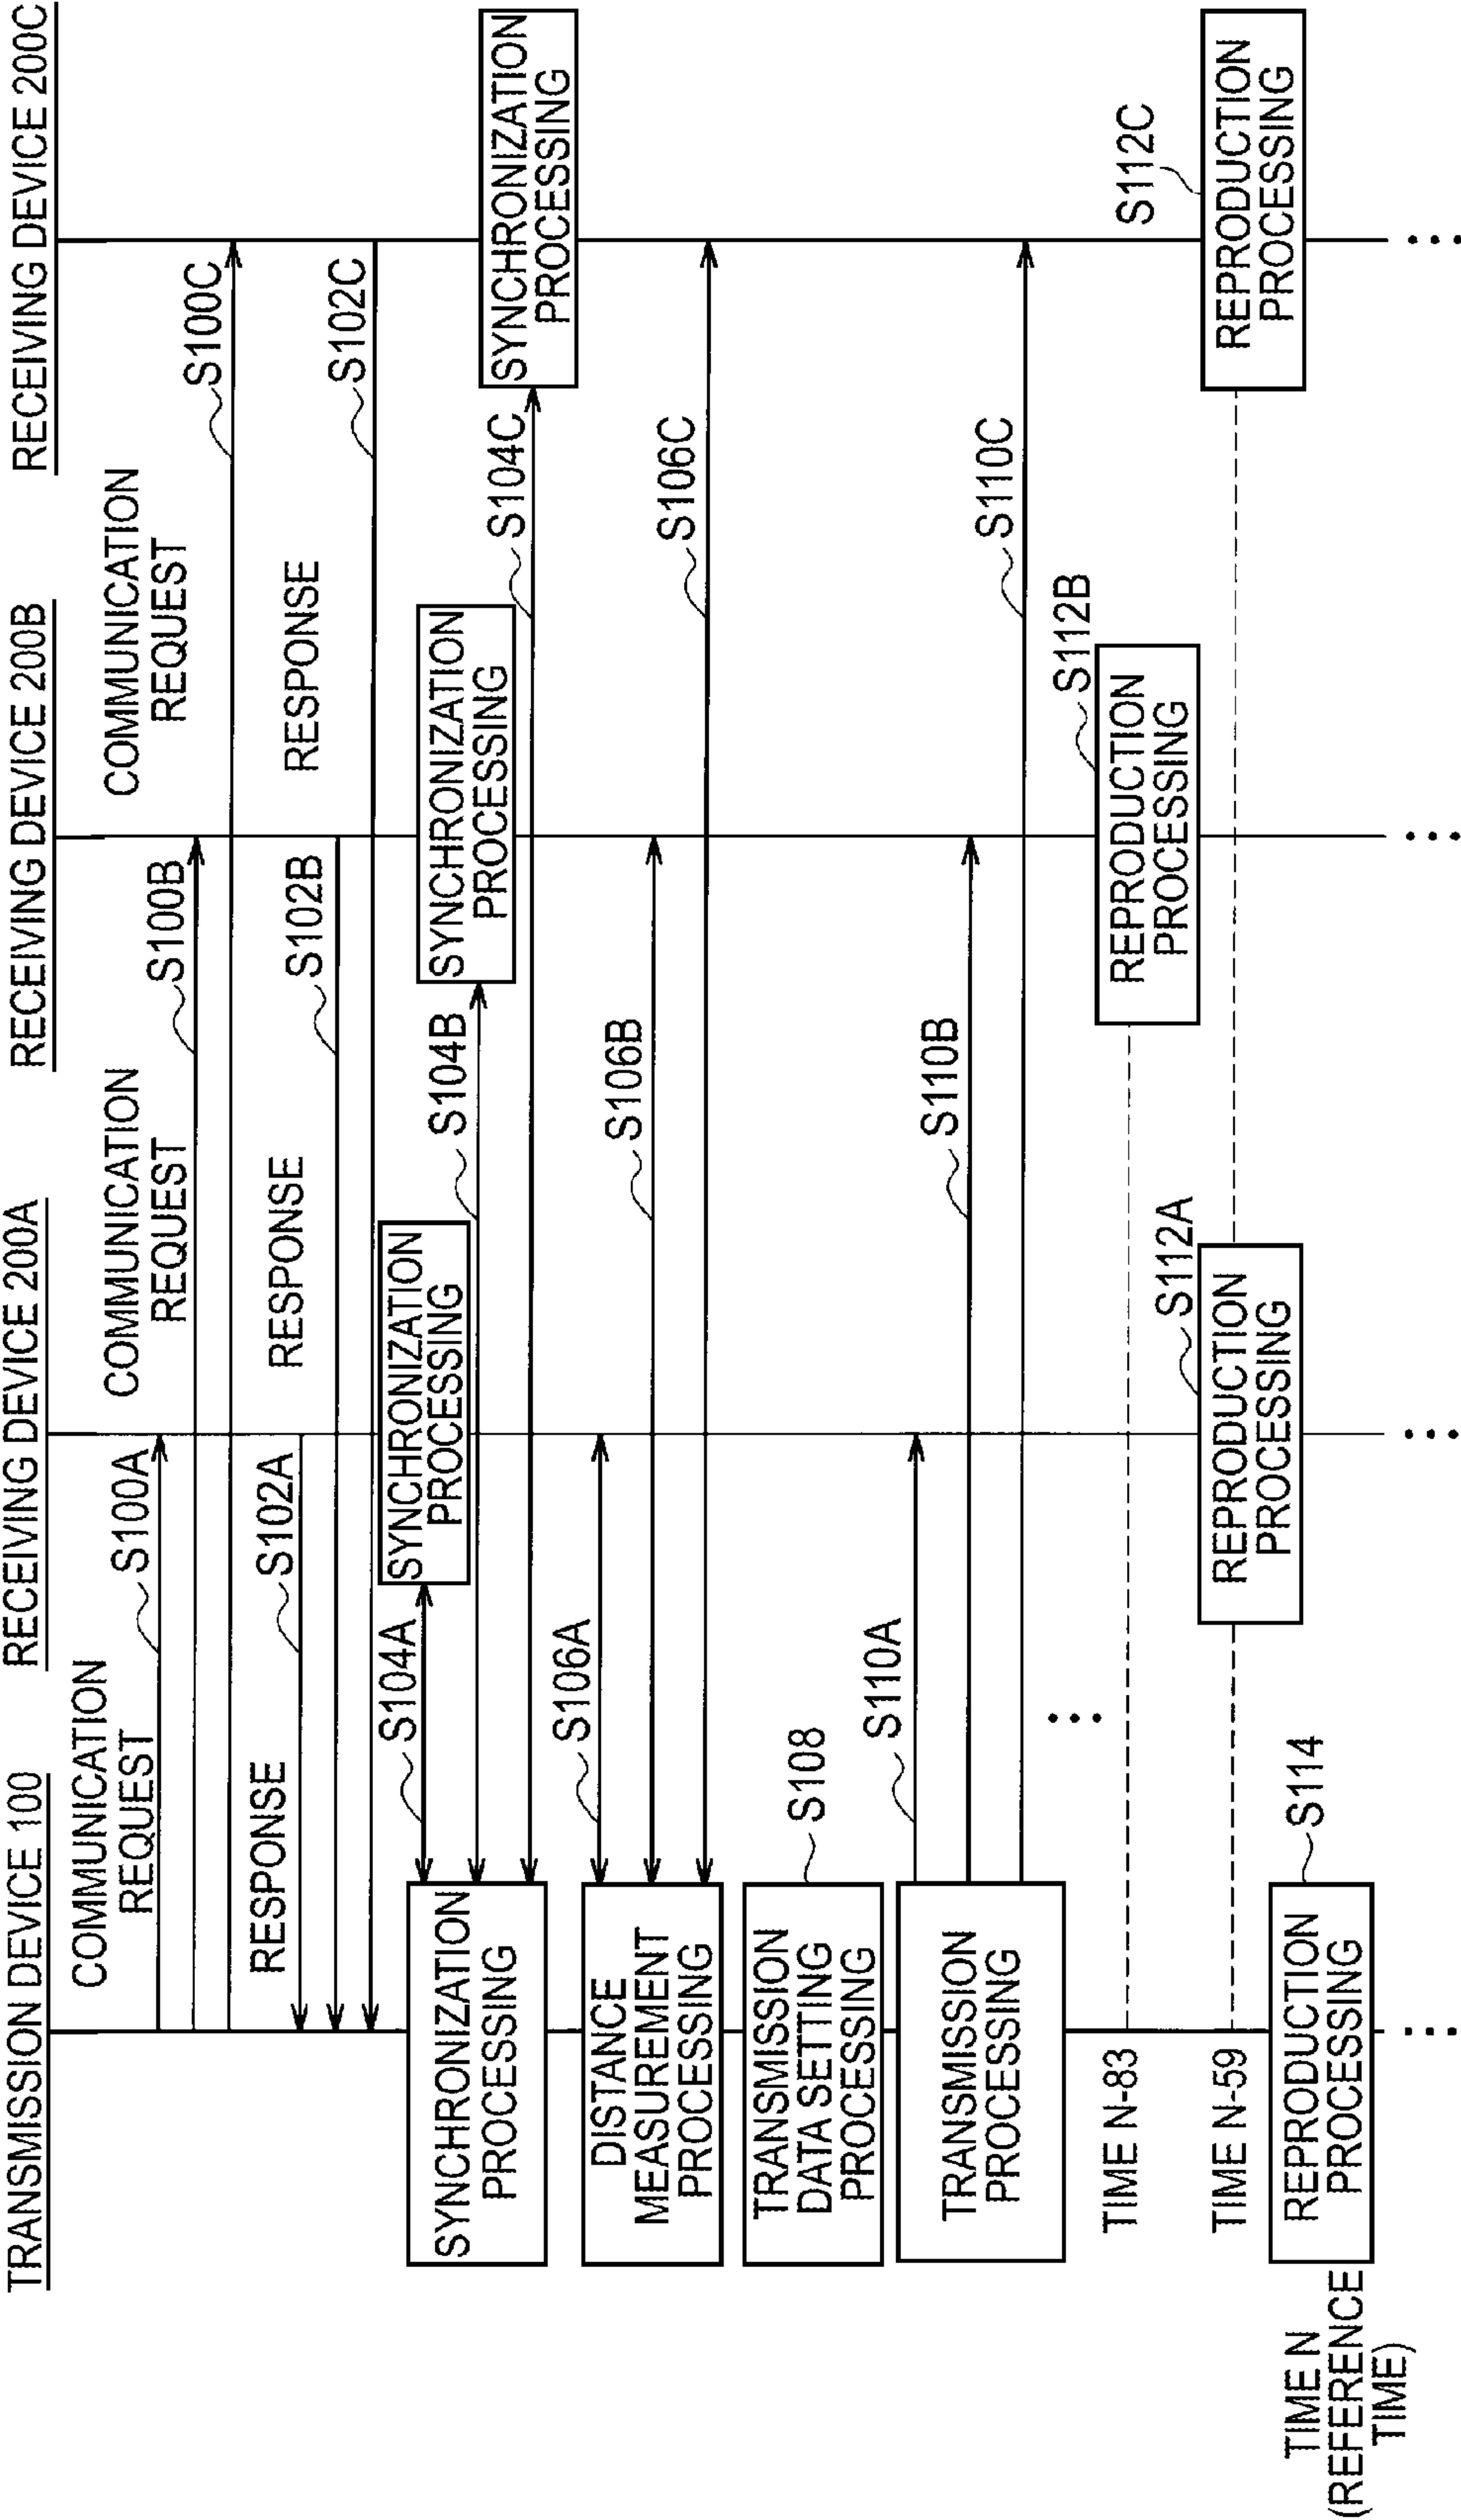 TRANSMISSION DEVICE 100
RECEIVING DEVICE 200A
RECEIVING DEVICE 200B
RECEIVING DEVICE 200C
COMMUNICATION
REQUEST
S100A
COMMUNICATION
REQUEST
S100B
COMMUNICATION
REQUEST
S100C
RESPONSE
S102A
RESPONSE
S102B
RESPONSE
S102C
SYNCHRONIZATION
PROCESSING
S104A
SYNCHRONIZATION
PROCESSING
S104B
SYNCHRONIZATION
PROCESSING
S104C
SYNCHRONIZATION
PROCESSING
DISTANCE
MEASUREMENT
PROCESSING
S106A
S106B
S106C
TRANSMISSION
DATA SETTING
PROCESSING
S108
TRANSMISSION
PROCESSING
S110A
S110B
S110C
TIME N-83
S112B
REPRODUCTION
PROCESSING
TIME N-59
S112A
REPRODUCTION
PROCESSING
S112C
REPRODUCTION
PROCESSING
TIME N
(REFERENCE
TIME)
REPRODUCTION
PROCESSING
S114